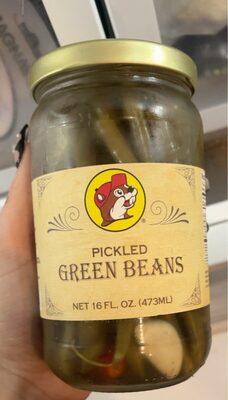 PICKLED
GREEN BEANS
NET 16 FL. OZ. (473ML)